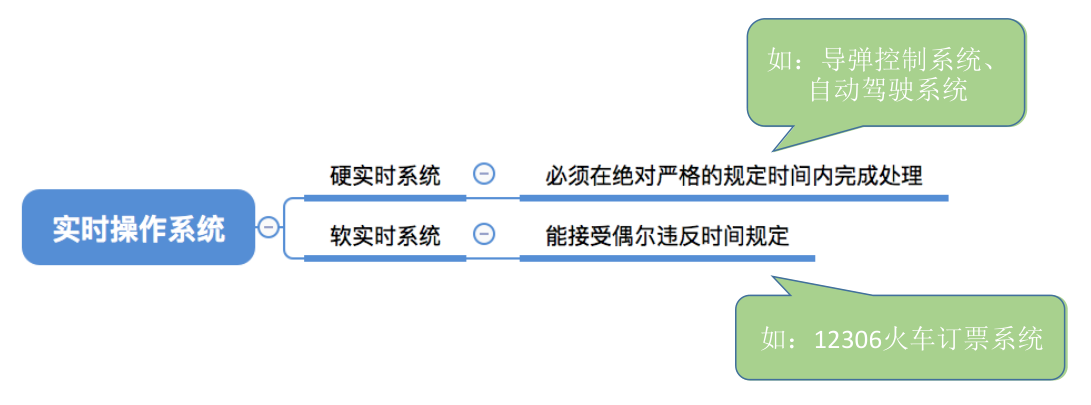 如：导弹控制系统、
自动驾驶系统
硬实时系统
必须在绝对严格的规定时间内完成处理
实时操作系统
软实时系统
能接受偶尔违反时间规定
如：12306火车订票系统